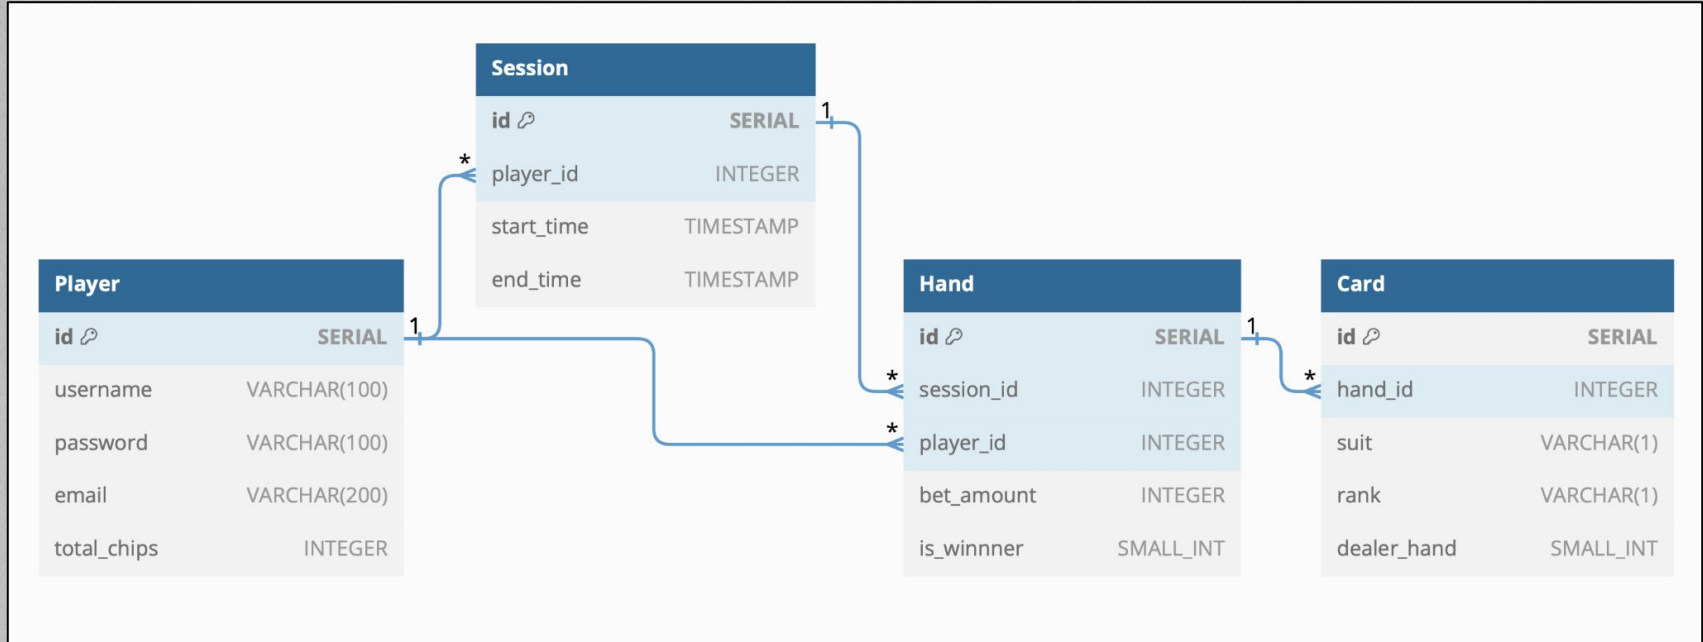 Session
id SERIAL
player_id INTEGER
start_time TIMESTAMP
end_time TIMESTAMP
1
*
Player
id SERIAL
username VARCHAR(100)
password VARCHAR(100)
email VARCHAR(200)
total_chips INTEGER
1
Hand
id SERIAL
session_id INTEGER
player_id INTEGER
bet_amount INTEGER
is_winnner SMALL_INT
*
*
1
Card
id SERIAL
hand_id INTEGER
suit VARCHAR(1)
rank VARCHAR(1)
dealer_hand SMALL_INT
*